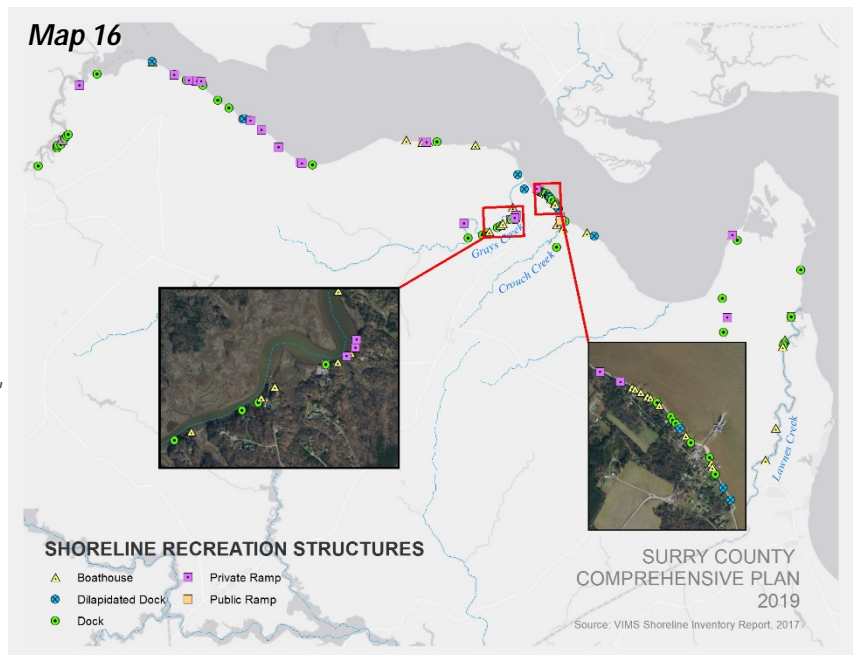 Map 16
Grays Creek
Crouch Creek
Lawnes Creek
SHORELINE RECREATION STRUCTURES
Boathouse
Private Ramp
Dilapidated Dock
Public Ramp
Dock
SURRY COUNTY
COMPREHENSIVE PLAN
2019
Source: VIMS Shoreline Inventory Report, 2017